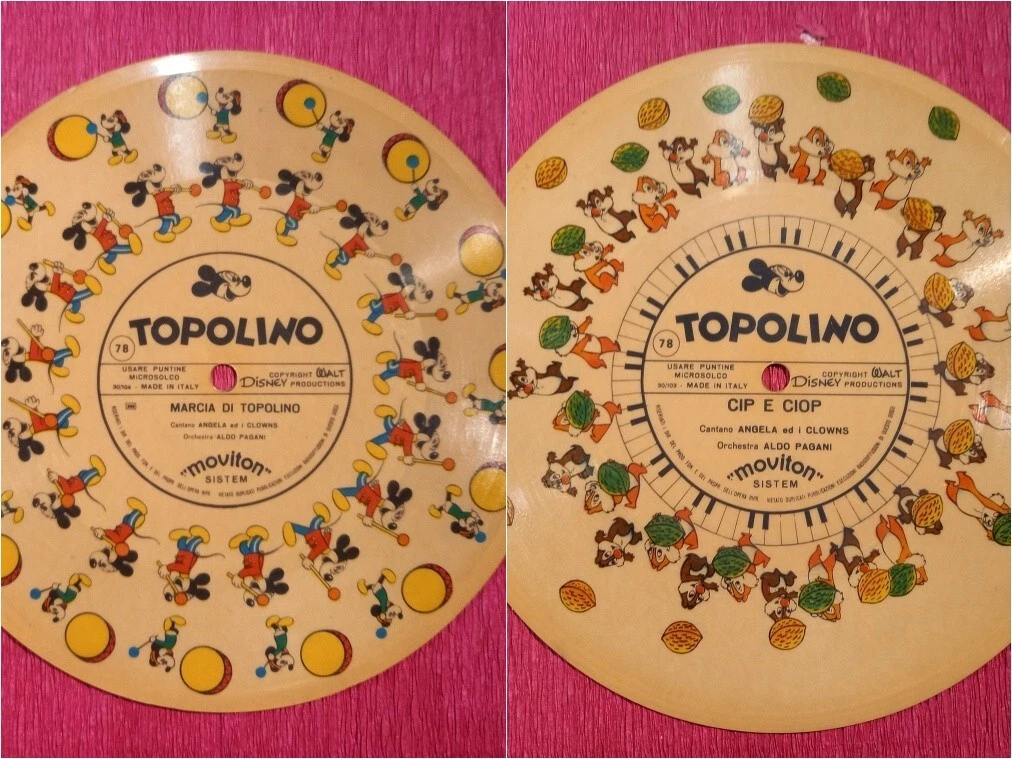 TOPOLINO
78
USARE PUNTINE
MICROSOLCO
30/104 - MADE IN ITALY
COPYRIGHT WALT
DISNEY PRODUCTIONS
MARCIA DI TOPOLINO
Cantano ANGELA ed i CLOWNS
Orchestra ALDO PAGANI
"moviton"
SISTEM
TOPOLINO
78
USARE PUNTINE
MICROSOLCO
30/103 - MADE IN ITALY
COPYRIGHT WALT
DISNEY PRODUCTIONS
CIP E CIOP
Cantano ANGELA ed i CLOWNS
Orchestra ALDO PAGANI
"moviton"
SISTEM